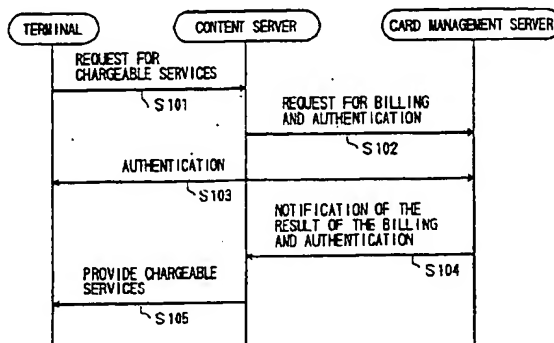 TERMINAL
CONTENT SERVER
CARD MANAGEMENT SERVER
REQUEST FOR
CHARGEABLE SERVICES
S101
REQUEST FOR BILLING
AND AUTHENTICATION
S102
AUTHENTICATION
S103
NOTIFICATION OF THE
RESULT OF THE BILLING
AND AUTHENTICATION
S104
PROVIDE CHARGEABLE
SERVICES
S105